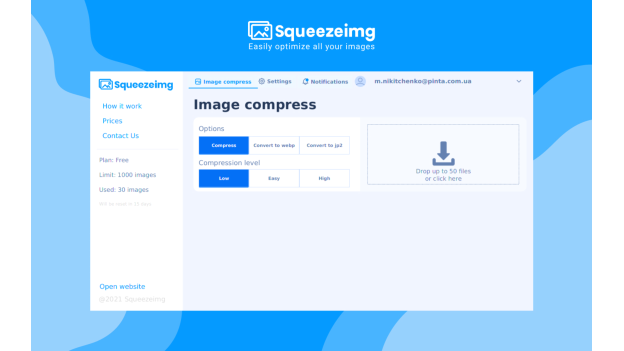 Squeezeimg
Easily optimize all your images
Squeezeimg
Image compress
Settings
Notifications
m.nikitchenko@pinta.com.ua
How it work
Prices
Contact Us
Plan: Free
Limit: 1000 images
Used: 30 images
Open website
@2021 Squeezeimg
Image compress
Options
Compress
Convert to webp
Convert to jp2
Compression level
Low
Easy
High
Drop up to 50 files
or click here